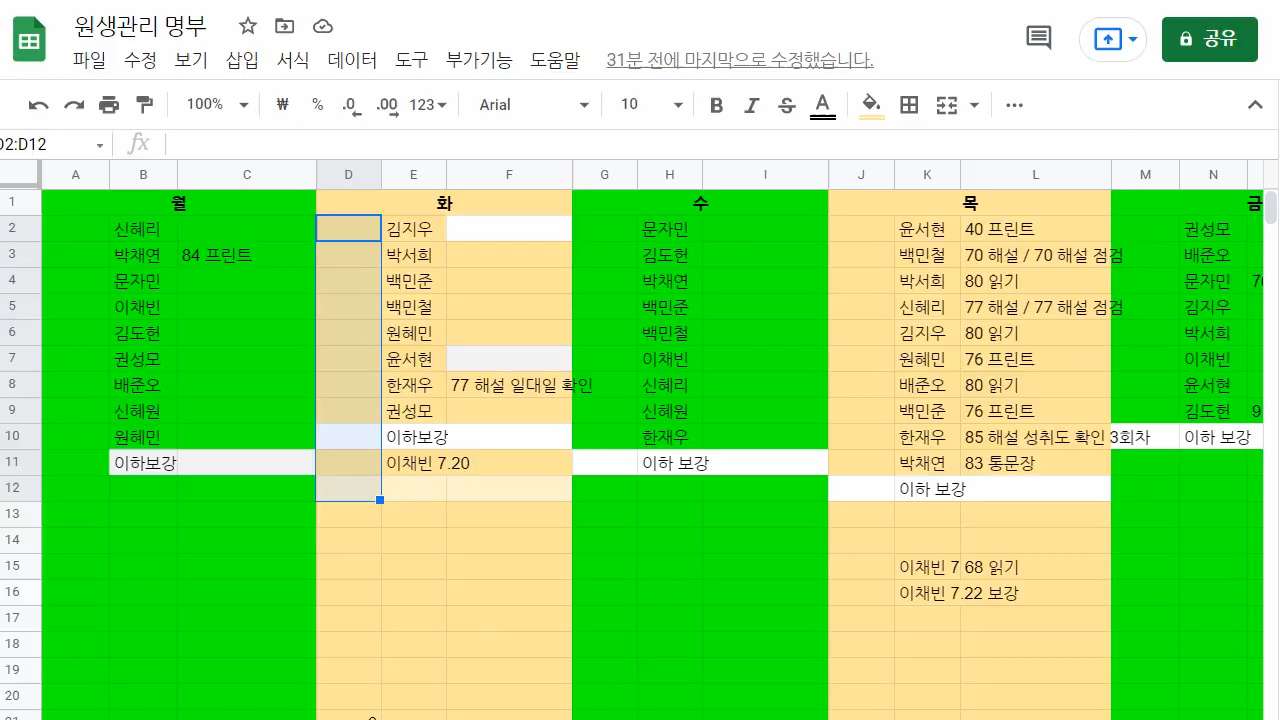 원생관리 명부
파일 수정 보기 삽입 서식 데이터 도구 부가기능 도움말 31분 전에 마지막으로 수정했습니다.
공유
100% ₩ % .0 .00 123 Arial 10 B I S A ...
D2:D12 fx
A B C D E F G H I J K L M N
1 월 화 수 목 금
2 신혜리 김지우 문자민 윤서현 40 프린트 권성모
3 박채연 84 프린트 박서희 김도헌 백민철 70 해설 / 70 해설 점검 배준오
4 문자민 백민준 박채연 박서희 80 읽기 문자민
5 이채빈 백민철 백민준 신혜리 77 해설 / 77 해설 점검 김지우
6 김도헌 원혜민 백민철 김지우 80 읽기 박서희
7 권성모 윤서현 이채빈 원혜민 76 프린트 이채빈
8 배준오 한재우 77 해설 일대일 확인 신혜리 배준오 80 읽기 윤서현
9 신혜원 권성모 신혜원 백민준 76 프린트 김도헌 9
10 원혜민 이하보강 한재우 한재우 85 해설 성취도 확인 3회차 이하 보강
11 이하보강 이채빈 7.20 이하 보강 박채연 83 통문장
12 이하 보강
13
14
15 이채빈 7 68 읽기
16 이채빈 7.22 보강
17
18
19
20